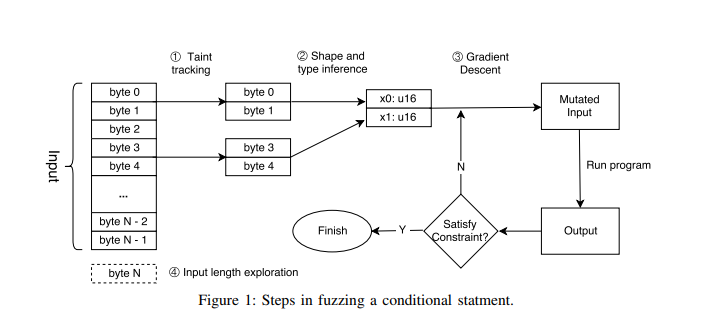 ① Taint
tracking
② Shape and
type inference
③ Gradient
Descent
Input
byte 0
byte 1
byte 2
byte 3
byte 4
...
byte N - 2
byte N - 1
byte N
byte 0
byte 1
byte 3
byte 4
x0: u16
x1: u16
Mutated
Input
Run program
Output
Satisfy
Constraint?
N
Y
Finish
④ Input length exploration
Figure 1: Steps in fuzzing a conditional statment.